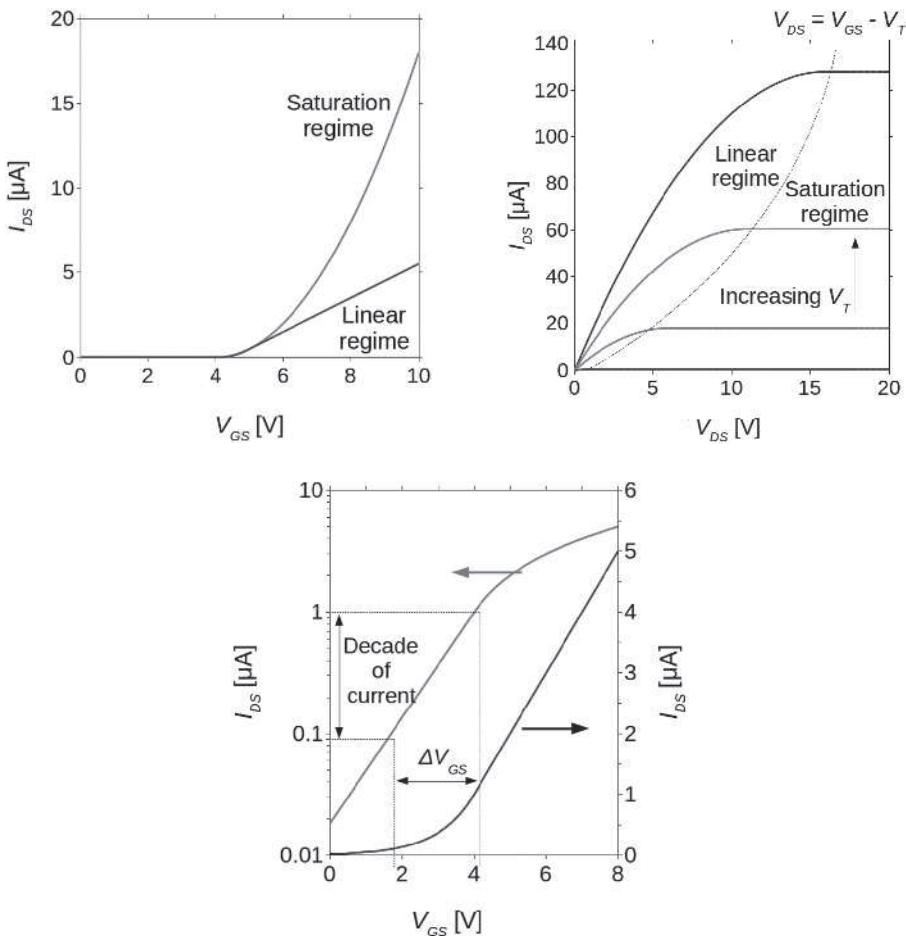 20
15
10
5
0
I_DS [µA]
Saturation
regime
Linear
regime
0 2 4 6 8 10
V_GS [V]
V_DS = V_GS - V_T
140
120
100
80
60
40
20
0
I_DS [µA]
Linear
regime
Saturation
regime
Increasing V_T
0 5 10 15 20
V_DS [V]
10
1
0.1
0.01
I_DS [µA]
Decade
of
current
ΔV_GS
6
5
4
3
2
1
0
I_DS [µA]
0 2 4 6 8
V_GS [V]